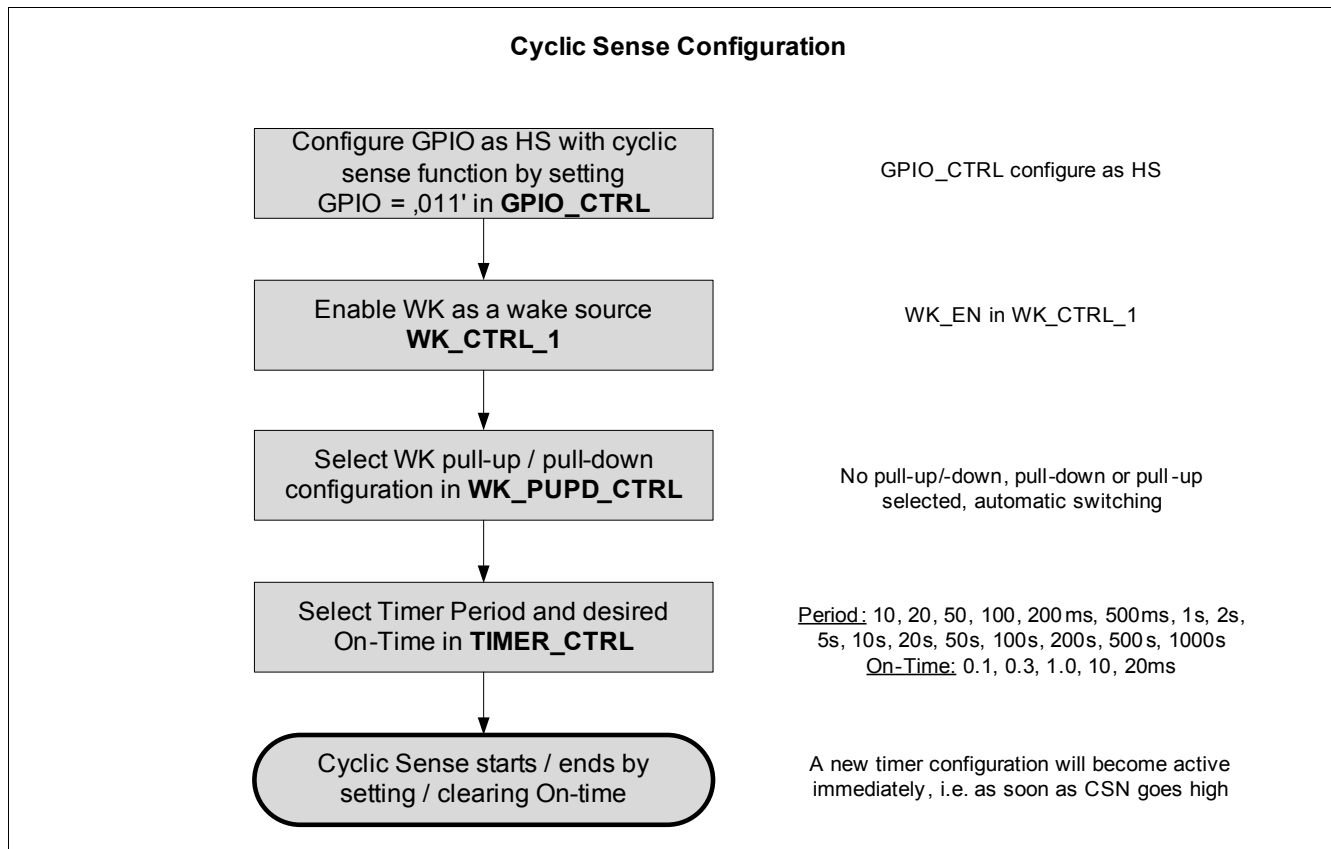 Cyclic Sense Configuration
Configure GPIO as HS with cyclic
sense function by setting
GPIO = ‚011' in GPIO_CTRL
GPIO_CTRL configure as HS
Enable WK as a wake source
WK_CTRL_1
WK_EN in WK_CTRL_1
Select WK pull-up / pull-down
configuration in WK_PUPD_CTRL
No pull-up/-down, pull-down or pull-up
selected, automatic switching
Select Timer Period and desired
On-Time in TIMER_CTRL
Period: 10, 20, 50, 100, 200ms, 500ms, 1s, 2s,
5s, 10s, 20s, 50s, 100s, 200s, 500s, 1000s
On-Time: 0.1, 0.3, 1.0, 10, 20ms
Cyclic Sense starts / ends by
setting / clearing On-time
A new timer configuration will become active
immediately, i.e. as soon as CSN goes high